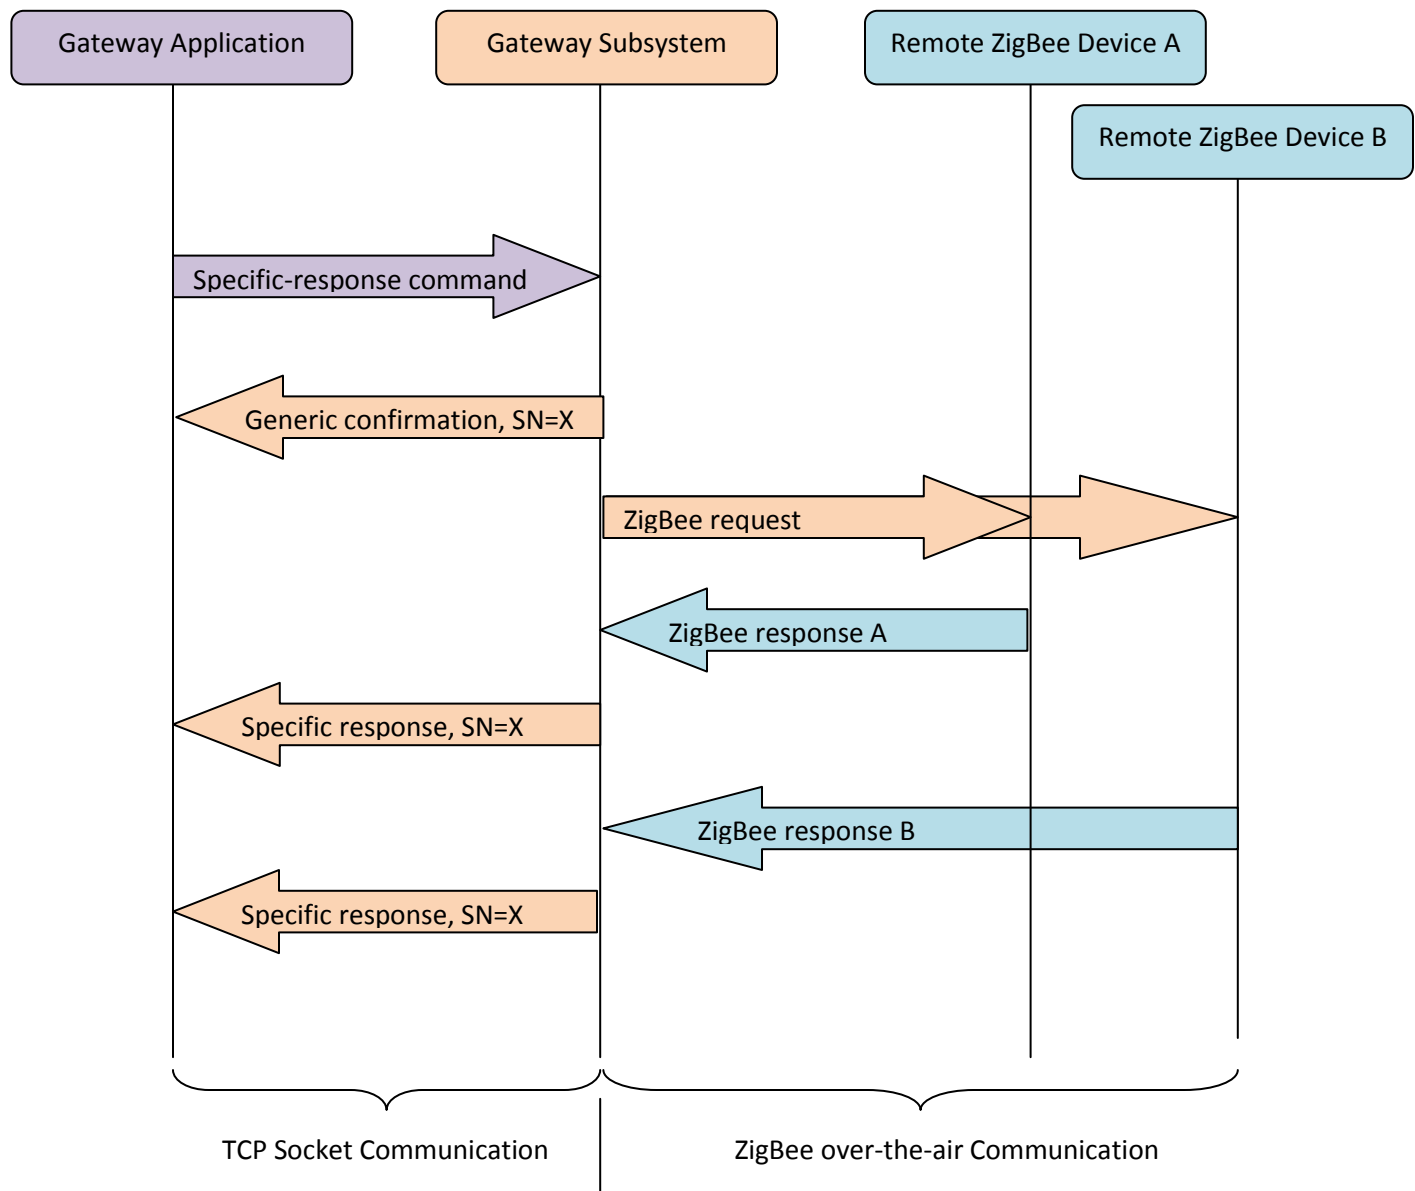 Gateway Application
Gateway Subsystem
Remote ZigBee Device A
Remote ZigBee Device B
Specific-response command
Generic confirmation, SN=X
ZigBee request
ZigBee response A
Specific response, SN=X
ZigBee response B
Specific response, SN=X
TCP Socket Communication
ZigBee over-the-air Communication